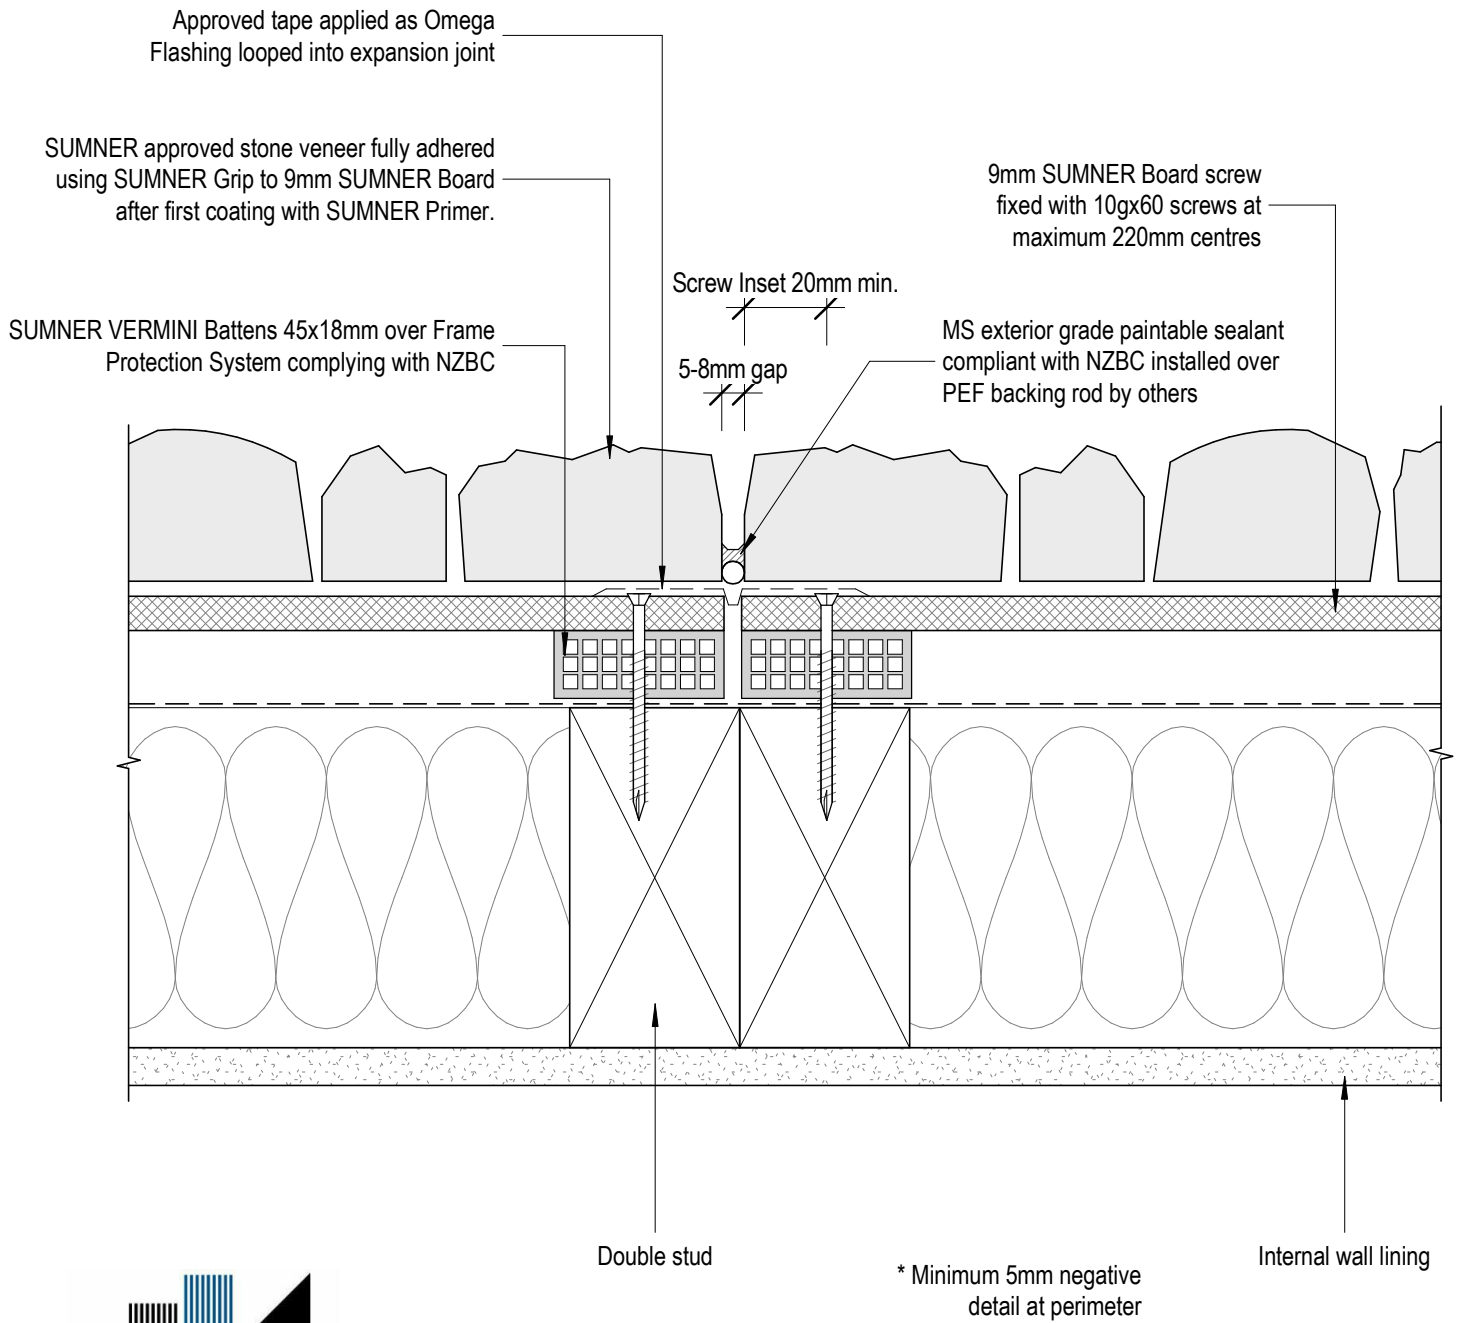 Approved tape applied as Omega
Flashing looped into expansion joint
SUMNER approved stone veneer fully adhered
using SUMNER Grip to 9mm SUMNER Board
after first coating with SUMNER Primer.
9mm SUMNER Board screw
fixed with 10gx60 screws at
maximum 220mm centres
Screw Inset 20mm min.
SUMNER VERMINI Battens 45x18mm over Frame
Protection System complying with NZBC
MS exterior grade paintable sealant
compliant with NZBC installed over
PEF backing rod by others
5-8mm gap
Double stud
Internal wall lining
* Minimum 5mm negative
detail at perimeter